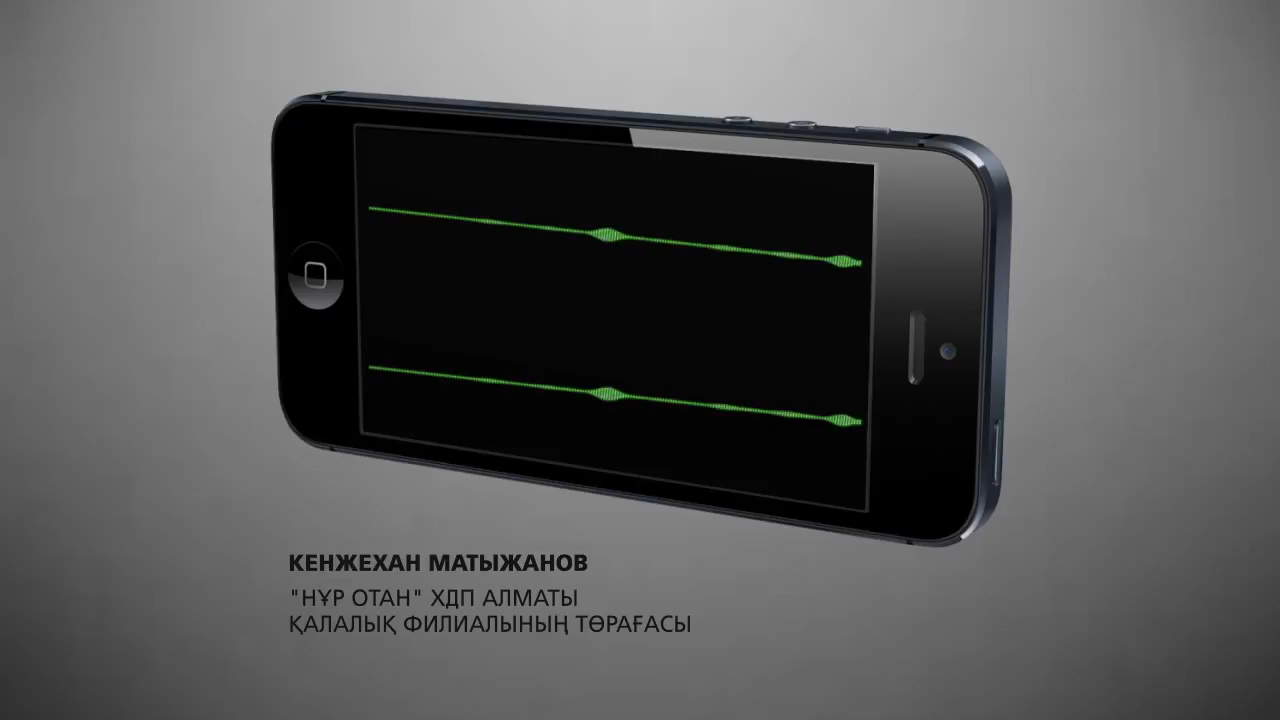 КЕНЖЕХАН МАТЫЖАНОВ
"НҰР ОТАН" ХДП АЛМАТЫ
ҚАЛАЛЫҚ ФИЛИАЛЫНЫҢ ТӨРАҒАСЫ